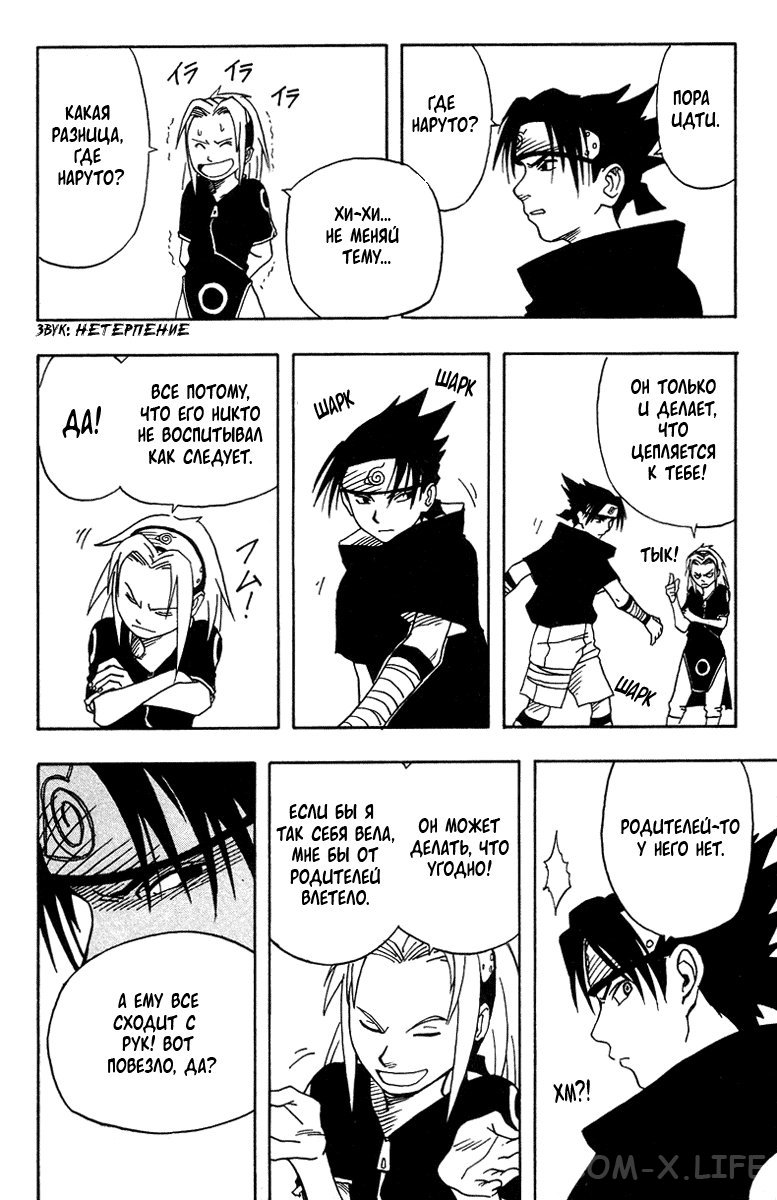 ПОРА
ИДТИ.
ГДЕ
НАРУТО?
イラ
イラ
イラ
ХИ-ХИ...
НЕ МЕНЯЙ
ТЕМУ...
КАКАЯ
РАЗНИЦА,
ГДЕ
НАРУТО?
ЗВУК: НЕТЕРПЕНИЕ
ОН ТОЛЬКО
И ДЕЛАЕТ,
ЧТО
ЦЕПЛЯЕТСЯ
К ТЕБЕ!
ТЫК!
ШАРК
ШАРК
ШАРК
ВСЕ ПОТОМУ,
ЧТО ЕГО НИКТО
НЕ ВОСПИТЫВАЛ
КАК СЛЕДУЕТ.
ДА!
フム!
РОДИТЕЛЕЙ-ТО
У НЕГО НЕТ.
ХМ?!
ОН МОЖЕТ
ДЕЛАТЬ, ЧТО
УГОДНО!
ЕСЛИ БЫ Я
ТАК СЕБЯ ВЕЛА,
МНЕ БЫ ОТ
РОДИТЕЛЕЙ
ВЛЕТЕЛО.
А ЕМУ ВСЕ
СХОДИТ С
РУК! ВОТ
ПОВЕЗЛО, ДА?
OM-X.LIFE